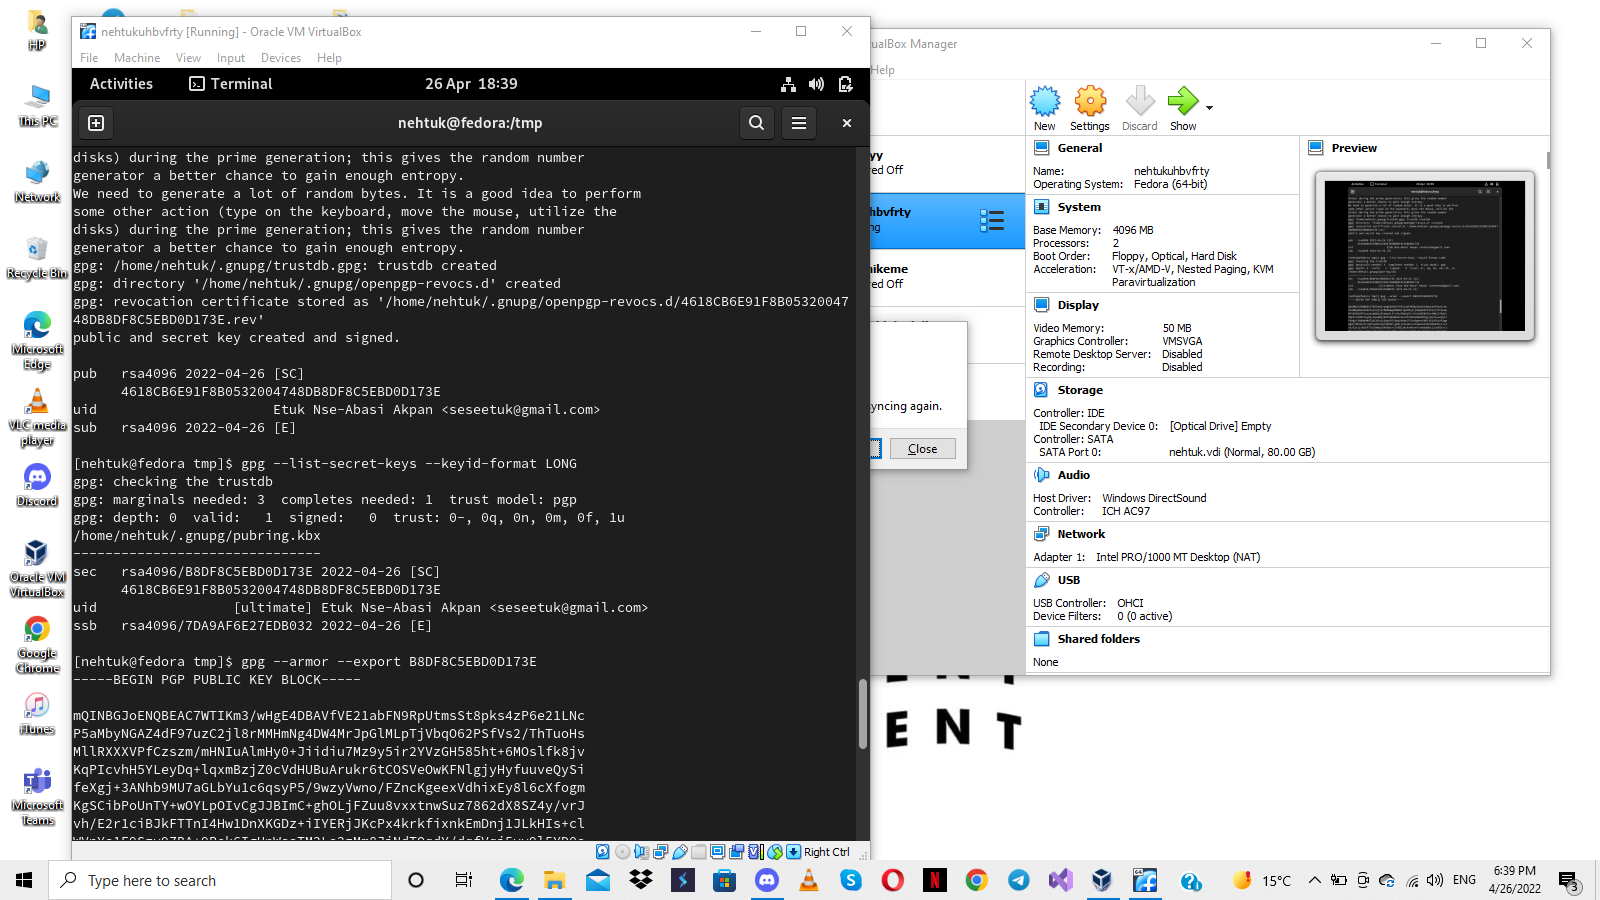 HP
This PC
Network
Recycle Bin
Microsoft
Edge
VLC media
player
Discord
Oracle VM
VirtualBox
Google
Chrome
iTunes
Microsoft
Teams
nehtukuhbvfrty [Running] - Oracle VM VirtualBox
File Machine View Input Devices Help
Activities Terminal 26 Apr 18:39
nehtuk@fedora:/tmp
disks) during the prime generation; this gives the random number
generator a better chance to gain enough entropy.
We need to generate a lot of random bytes. It is a good idea to perform
some other action (type on the keyboard, move the mouse, utilize the
disks) during the prime generation; this gives the random number
generator a better chance to gain enough entropy.
gpg: /home/nehtuk/.gnupg/trustdb.gpg: trustdb created
gpg: directory '/home/nehtuk/.gnupg/openpgp-revocs.d' created
gpg: revocation certificate stored as '/home/nehtuk/.gnupg/openpgp-revocs.d/4618CB6E91F8B05320047
48DB8DF8C5EBD0D173E.rev'
public and secret key created and signed.
pub rsa4096 2022-04-26 [SC]
4618CB6E91F8B0532004748DB8DF8C5EBD0D173E
uid Etuk Nse-Abasi Akpan <seseetuk@gmail.com>
sub rsa4096 2022-04-26 [E]
[nehtuk@fedora tmp]$ gpg --list-secret-keys --keyid-format LONG
gpg: checking the trustdb
gpg: marginals needed: 3 completes needed: 1 trust model: pgp
gpg: depth: 0 valid: 1 signed: 0 trust: 0-, 0q, 0n, 0m, 0f, 1u
/home/nehtuk/.gnupg/pubring.kbx
-------------------------------
sec rsa4096/B8DF8C5EBD0D173E 2022-04-26 [SC]
4618CB6E91F8B0532004748DB8DF8C5EBD0D173E
uid [ultimate] Etuk Nse-Abasi Akpan <seseetuk@gmail.com>
ssb rsa4096/7DA9AF6E27EDB032 2022-04-26 [E]
[nehtuk@fedora tmp]$ gpg --armor --export B8DF8C5EBD0D173E
-----BEGIN PGP PUBLIC KEY BLOCK-----
mQINBGJoENQBEAC7WTIKm3/wHgE4DBAVfVE21abFN9RpUtmsSt8pks4zP6e21LNc
P5aMbyNGAZ4dF97uzC2jl8rMMHmNg4DW4MrJpGlMLpTjVbqO62PSfVs2/ThTuoHs
MllRXXXVPfCzszm/mHNIuAlmHy0+Jiidiu7Mz9y5ir2YVzGH585ht+6MOslfk8jv
KqPIcvhH5YLeyDq+lqxmBzjZ0cVdHUBuArukr6tCOSVeOwKFNlgjyHyfuuveQySi
feXgj+3ANhb9MU7aGLbYu1c6qsyP5/9wzyVwno/FZncKgeexVdhixEy8l6cXfogm
KgSCibPoUnTY+wOYLpOIvCgJJBImC+ghOLjFZuu8vxxtnwSuz7862dX8SZ4y/vrJ
vh/E2r1ciBJkFTTnI4Hw1DnXKGDz+iIYERjJKcPx4krkfixnkEmDnj1JLkHIs+cl
Right Ctrl
ualBox Manager
Help
New Settings Discard Show
yy
red Off
uhbvfrty
ng
nikeme
red Off
yncing again.
Close
General
Name: nehtukuhbvfrty
Operating System: Fedora (64-bit)
System
Base Memory: 4096 MB
Processors: 2
Boot Order: Floppy, Optical, Hard Disk
Acceleration: VT-x/AMD-V, Nested Paging, KVM
Paravirtualization
Display
Video Memory: 50 MB
Graphics Controller: VMSVGA
Remote Desktop Server: Disabled
Recording: Disabled
Preview
Storage
Controller: IDE
IDE Secondary Device 0: [Optical Drive] Empty
Controller: SATA
SATA Port 0: nehtuk.vdi (Normal, 80.00 GB)
Audio
Host Driver: Windows DirectSound
Controller: ICH AC97
Network
Adapter 1: Intel PRO/1000 MT Desktop (NAT)
USB
USB Controller: OHCI
Device Filters: 0 (0 active)
Shared folders
None
ENT
Type here to search
15°C
ENG
6:39 PM
4/26/2022
3